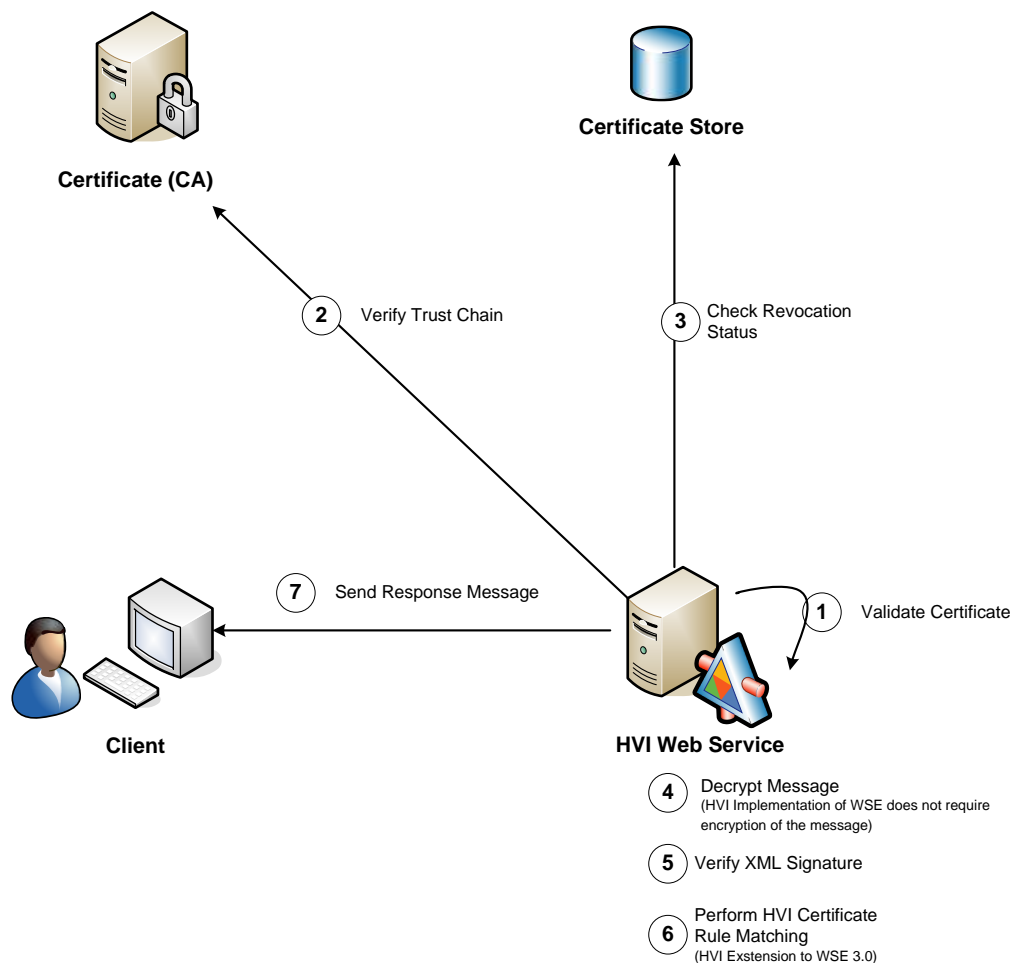 Certificate (CA)
Certificate Store
2 Verify Trust Chain
3 Check Revocation
Status
7 Send Response Message
1 Validate Certificate
Client
HVI Web Service
4 Decrypt Message
(HVI Implementation of WSE does not require
encryption of the message)
5 Verify XML Signature
6 Perform HVI Certificate
Rule Matching
(HVI Exstension to WSE 3.0)